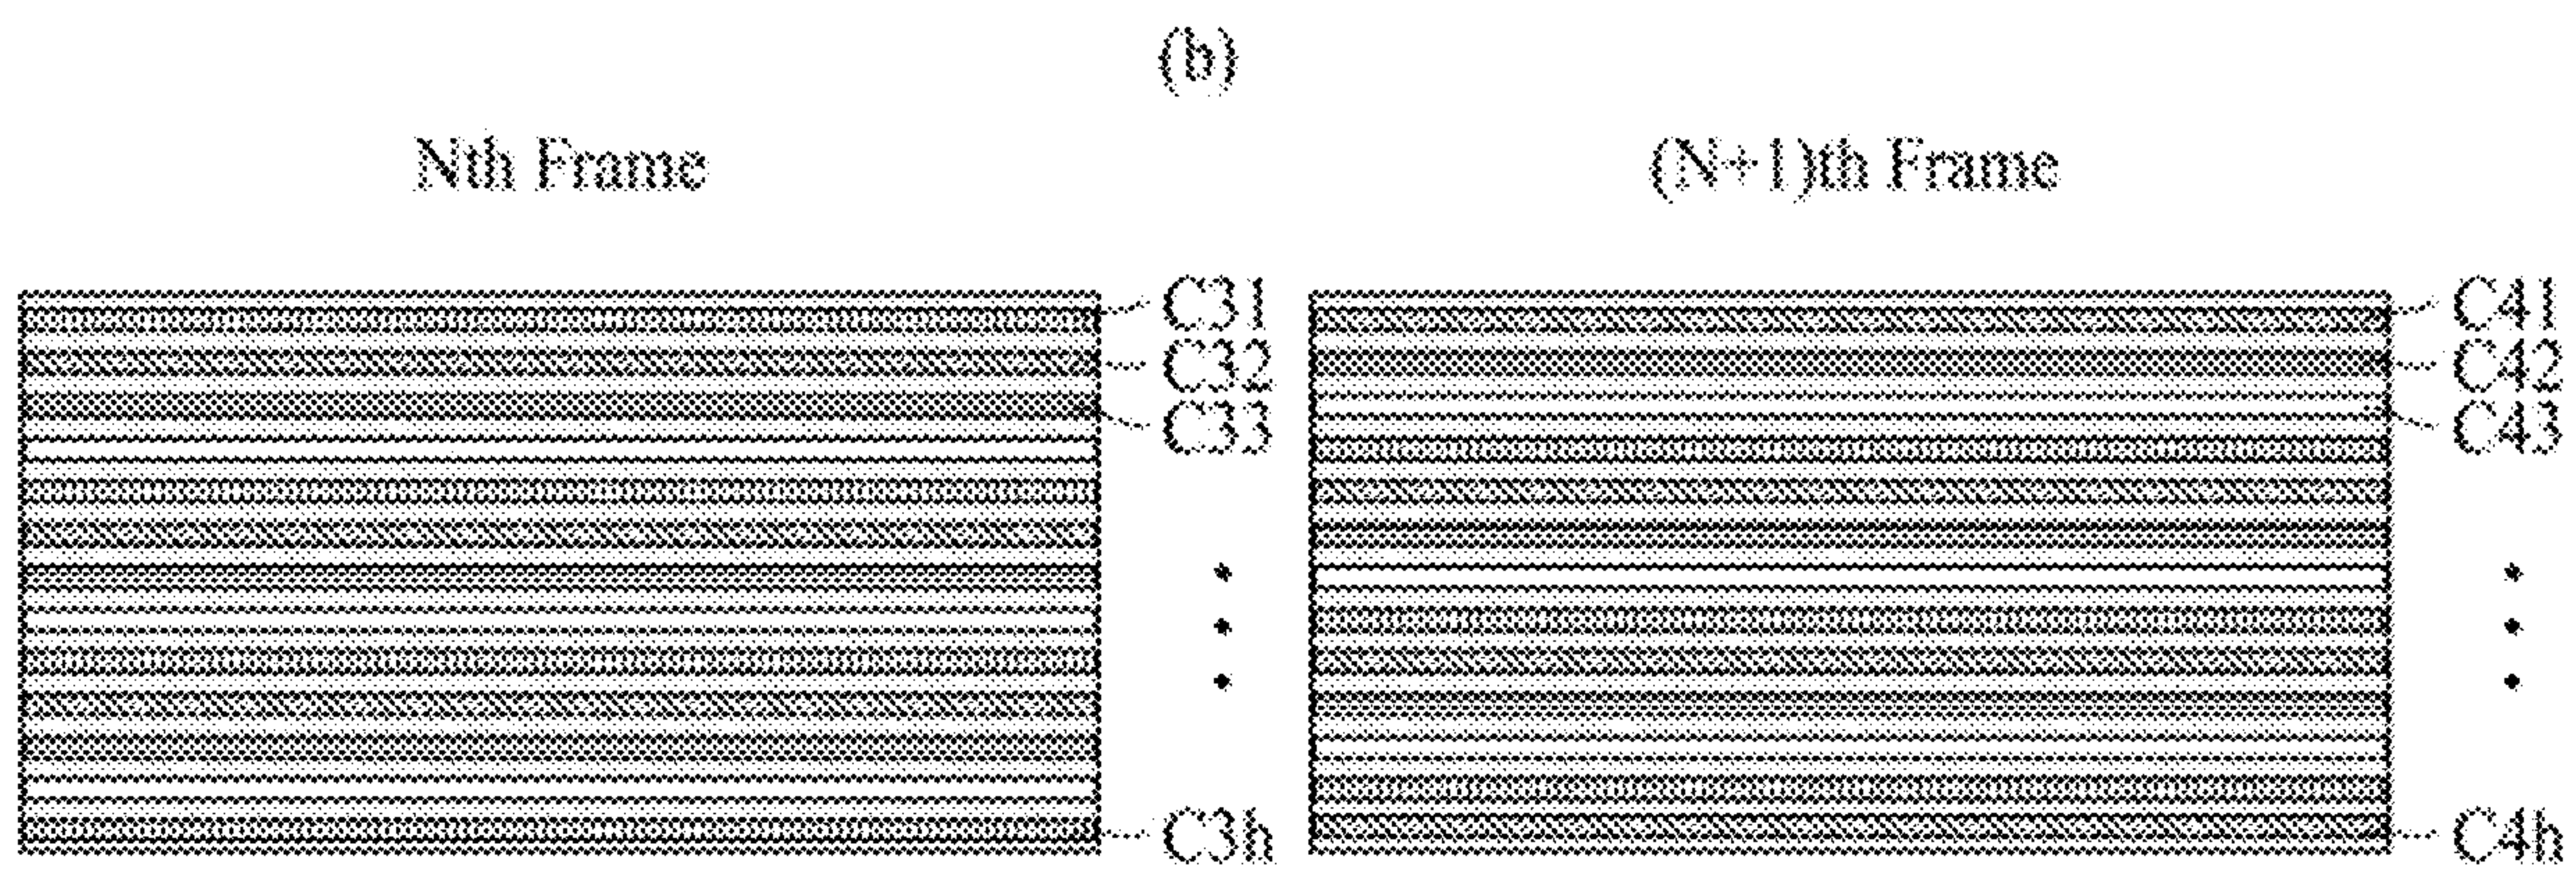 (b)
Nth Frame
(N+1)th Frame
C31
C32
C33
C3h
C41
C42
C43
C4h